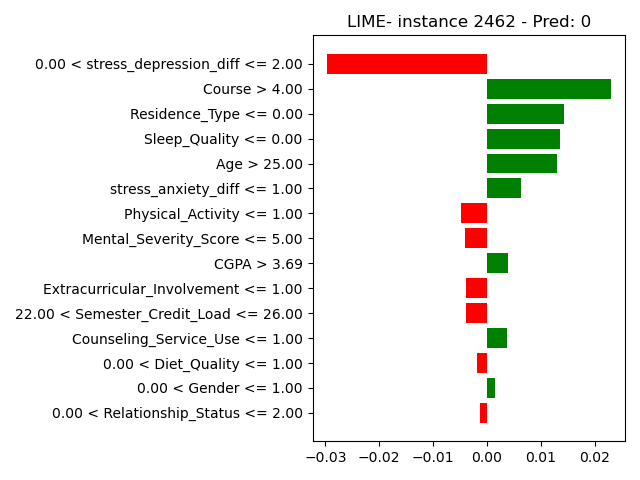 LIME- instance 2462 - Pred: 0
0.00 < stress_depression_diff <= 2.00
Course > 4.00
Residence_Type <= 0.00
Sleep_Quality <= 0.00
Age > 25.00
stress_anxiety_diff <= 1.00
Physical_Activity <= 1.00
Mental_Severity_Score <= 5.00
CGPA > 3.69
Extracurricular_Involvement <= 1.00
22.00 < Semester_Credit_Load <= 26.00
Counseling_Service_Use <= 1.00
0.00 < Diet_Quality <= 1.00
0.00 < Gender <= 1.00
0.00 < Relationship_Status <= 2.00
−0.03 −0.02 −0.01 0.00 0.01 0.02